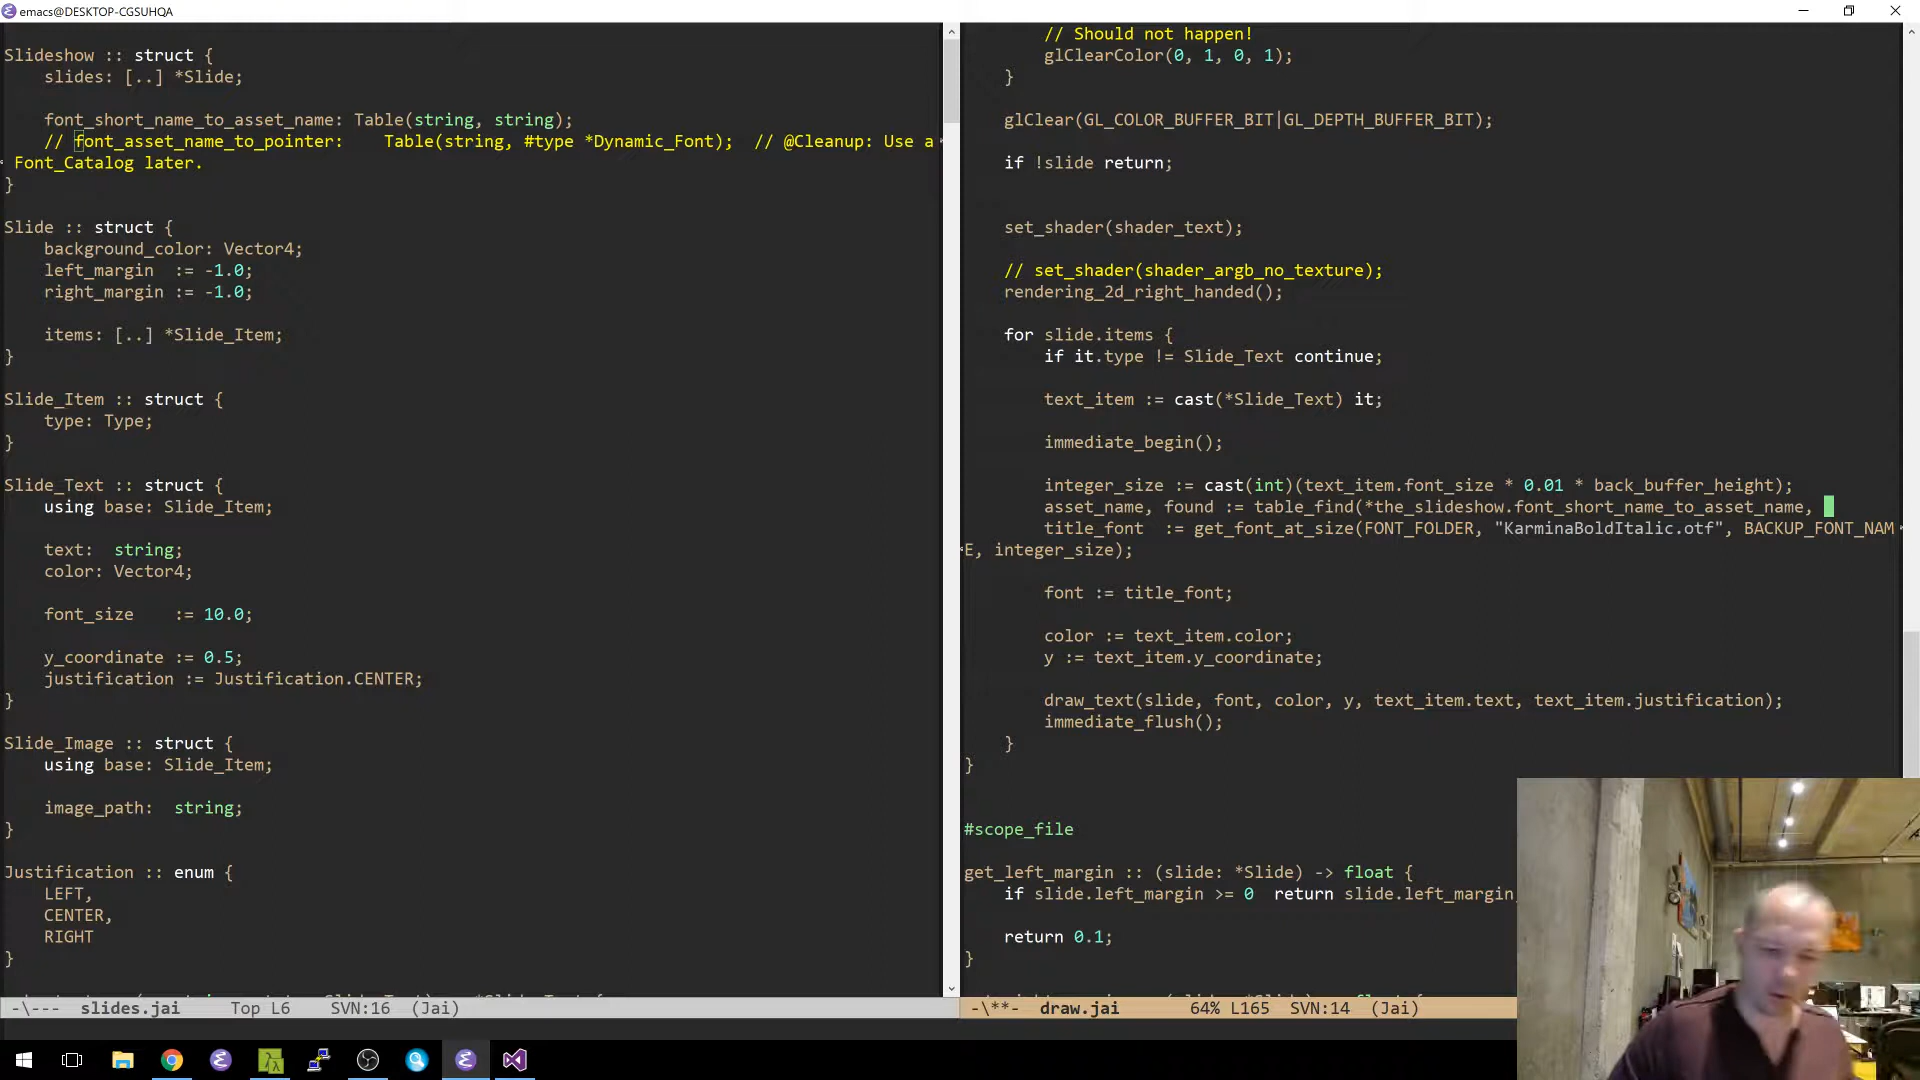 emacs@DESKTOP-CGSUHQA
Slideshow :: struct {
    slides: [..] *Slide;
    font_short_name_to_asset_name: Table(string, string);
    // font_asset_name_to_pointer:    Table(string, #type *Dynamic_Font);  // @Cleanup: Use a
 Font_Catalog later.
}
Slide :: struct {
    background_color: Vector4;
    left_margin  := -1.0;
    right_margin := -1.0;
    items: [..] *Slide_Item;
}
Slide_Item :: struct {
    type: Type;
}
Slide_Text :: struct {
    using base: Slide_Item;
    text:  string;
    color: Vector4;
    font_size    := 10.0;
    y_coordinate := 0.5;
    justification := Justification.CENTER;
}
Slide_Image :: struct {
    using base: Slide_Item;
    image_path:  string;
}
Justification :: enum {
    LEFT,
    CENTER,
    RIGHT
}
-\---  slides.jai     Top L6    SVN:16  (Jai)
        // Should not happen!
        glClearColor(0, 1, 0, 1);
    }
    glClear(GL_COLOR_BUFFER_BIT|GL_DEPTH_BUFFER_BIT);
    if !slide return;
    set_shader(shader_text);
    // set_shader(shader_argb_no_texture);
    rendering_2d_right_handed();
    for slide.items {
        if it.type != Slide_Text continue;
        text_item := cast(*Slide_Text) it;
        immediate_begin();
        integer_size := cast(int)(text_item.font_size * 0.01 * back_buffer_height);
        asset_name, found := table_find(*the_slideshow.font_short_name_to_asset_name,
        title_font  := get_font_at_size(FONT_FOLDER, "KarminaBoldItalic.otf", BACKUP_FONT_NAM
E, integer_size);
        font := title_font;
        color := text_item.color;
        y := text_item.y_coordinate;
        draw_text(slide, font, color, y, text_item.text, text_item.justification);
        immediate_flush();
    }
}
#scope_file
get_left_margin :: (slide: *Slide) -> float {
    if slide.left_margin >= 0  return slide.left_margin
    return 0.1;
}
-\**-  draw.jai       64% L165  SVN:14  (Jai)